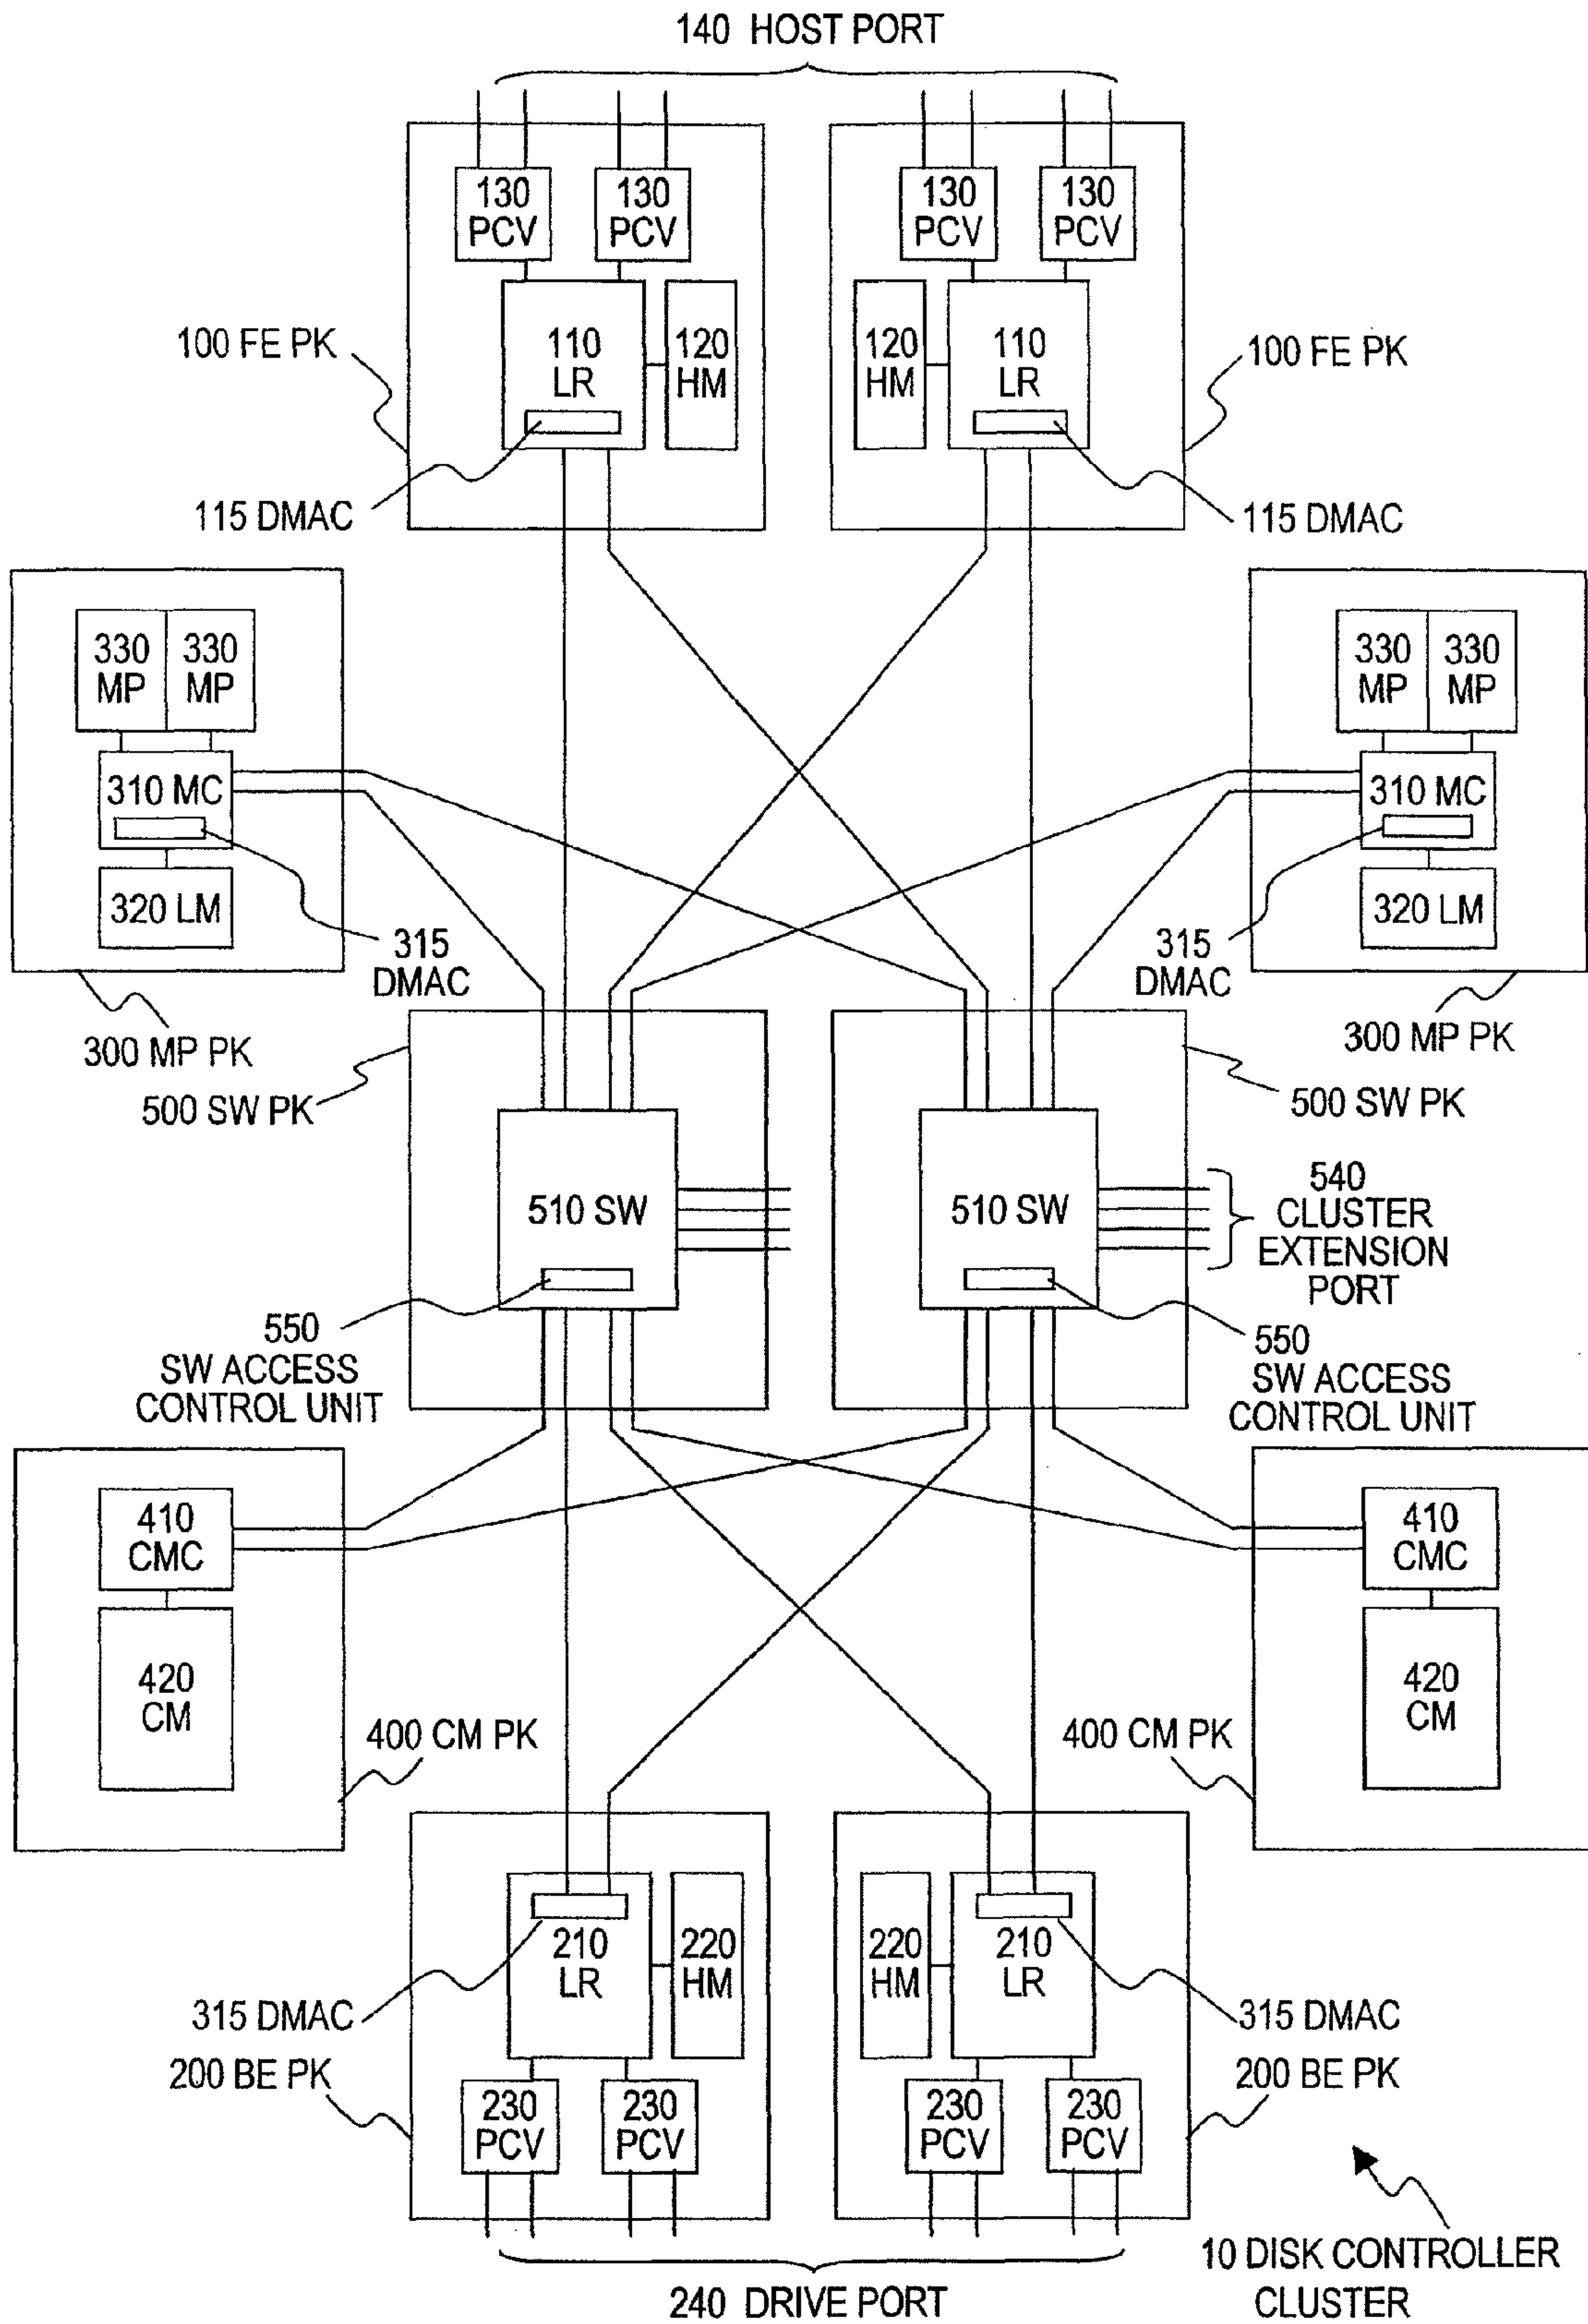 140 HOST PORT
130
PCV
130
PCV
130
PCV
130
PCV
100 FE PK
110
LR
120
HM
120
HM
110
LR
100 FE PK
115 DMAC
115 DMAC
330
MP
330
MP
330
MP
330
MP
310 MC
310 MC
320 LM
320 LM
315
DMAC
315
DMAC
300 MP PK
300 MP PK
500 SW PK
500 SW PK
510 SW
510 SW
540
CLUSTER
EXTENSION
PORT
550
SW ACCESS
CONTROL UNIT
550
SW ACCESS
CONTROL UNIT
410
CMC
410
CMC
420
CM
420
CM
400 CM PK
400 CM PK
210
LR
220
HM
220
HM
210
LR
315 DMAC
315 DMAC
200 BE PK
200 BE PK
230
PCV
230
PCV
230
PCV
230
PCV
240 DRIVE PORT
10 DISK CONTROLLER
CLUSTER